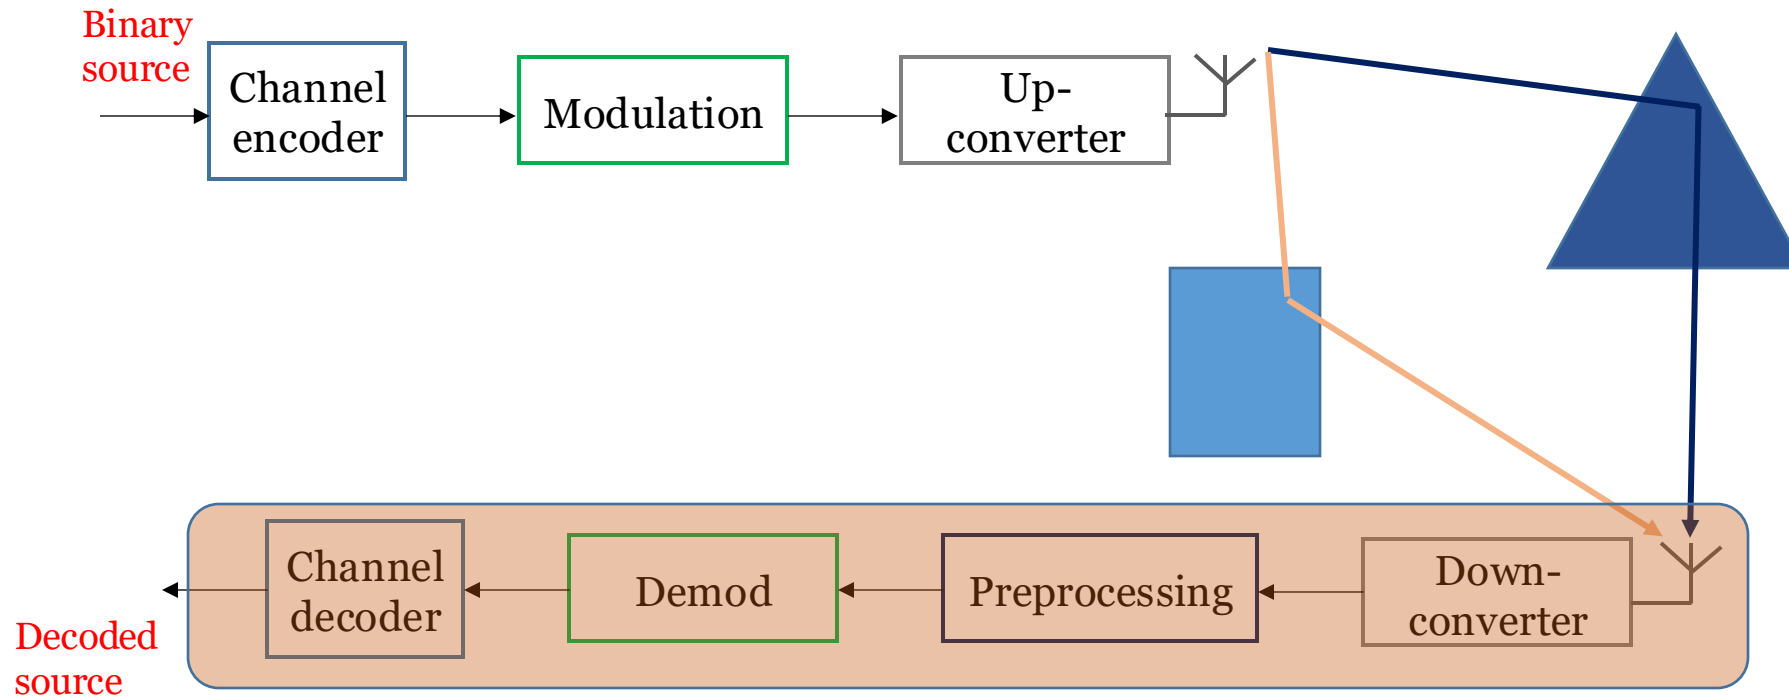 Binary
source
Channel
encoder
Modulation
Up-
converter
Channel
decoder
Demod
Preprocessing
Down-
converter
Decoded
source